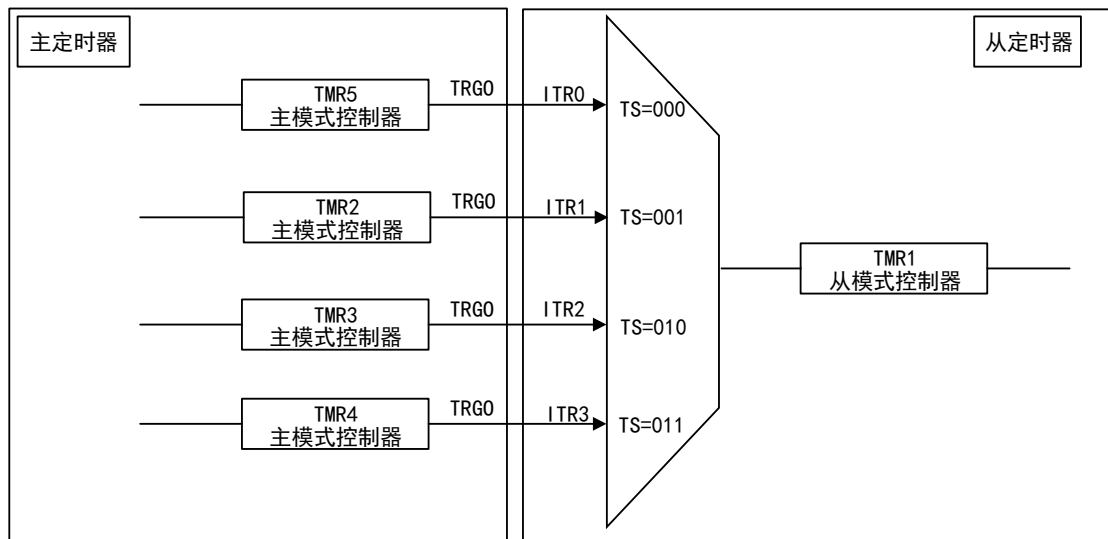 主定时器
从定时器
TMR5
主模式控制器
TRGO
ITR0
TS=000
TMR2
主模式控制器
TRGO
ITR1
TS=001
TMR1
从模式控制器
TMR3
主模式控制器
TRGO
ITR2
TS=010
TMR4
主模式控制器
TRGO
ITR3
TS=011